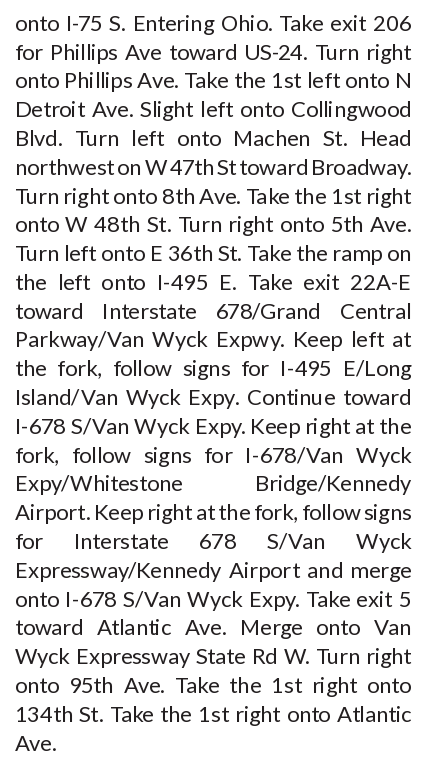 onto I-75 S. Entering Ohio. Take exit 206
for Phillips Ave toward US-24. Turn right
onto Phillips Ave. Take the 1st left onto N
Detroit Ave. Slight left onto Collingwood
Blvd. Turn left onto Machen St. Head
northwest on W 47th St toward Broadway.
Turn right onto 8th Ave. Take the 1st right
onto W 48th St. Turn right onto 5th Ave.
Turn left onto E 36th St. Take the ramp on
the left onto I-495 E. Take exit 22A-E
toward Interstate 678/Grand Central
Parkway/Van Wyck Expwy. Keep left at
the fork, follow signs for I-495 E/Long
Island/Van Wyck Expy. Continue toward
I-678 S/Van Wyck Expy. Keep right at the
fork, follow signs for I-678/Van Wyck
Expy/Whitestone Bridge/Kennedy
Airport. Keep right at the fork, follow signs
for Interstate 678 S/Van Wyck
Expressway/Kennedy Airport and merge
onto I-678 S/Van Wyck Expy. Take exit 5
toward Atlantic Ave. Merge onto Van
Wyck Expressway State Rd W. Turn right
onto 95th Ave. Take the 1st right onto
134th St. Take the 1st right onto Atlantic
Ave.